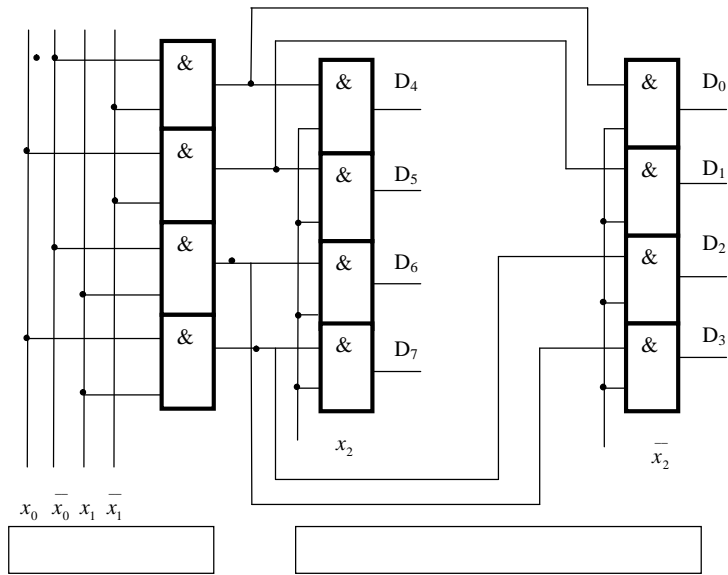 & & D₄ & D₀
& & D₅ & D₁
& & D₆ & D₂
& & D₇ & D₃
x₂ x̄₂
x₀ x̄₀ x₁ x̄₁